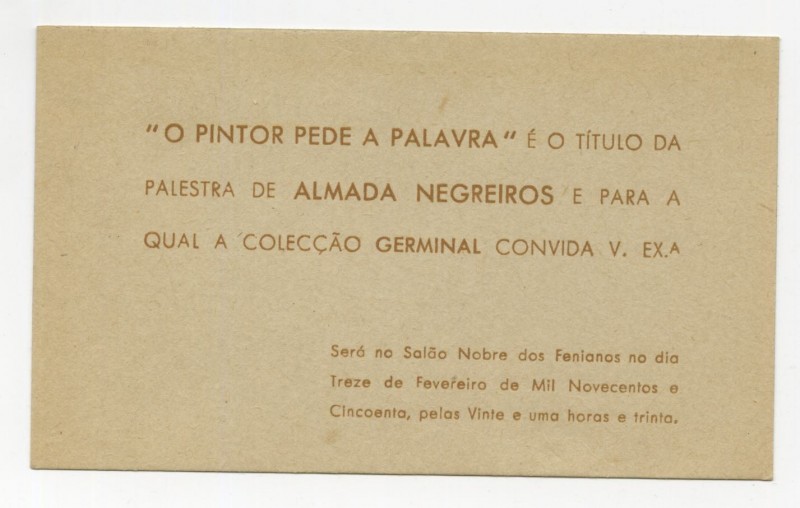 "O PINTOR PEDE A PALAVRA" É O TÍTULO DA
PALESTRA DE ALMADA NEGREIROS E PARA A
QUAL A COLECÇÃO GERMINAL CONVIDA V. EX.ᴬ
Será no Salão Nobre dos Fenianos no dia
Treze de Fevereiro de Mil Novecentos e
Cincoenta, pelas Vinte e uma horas e trinta.